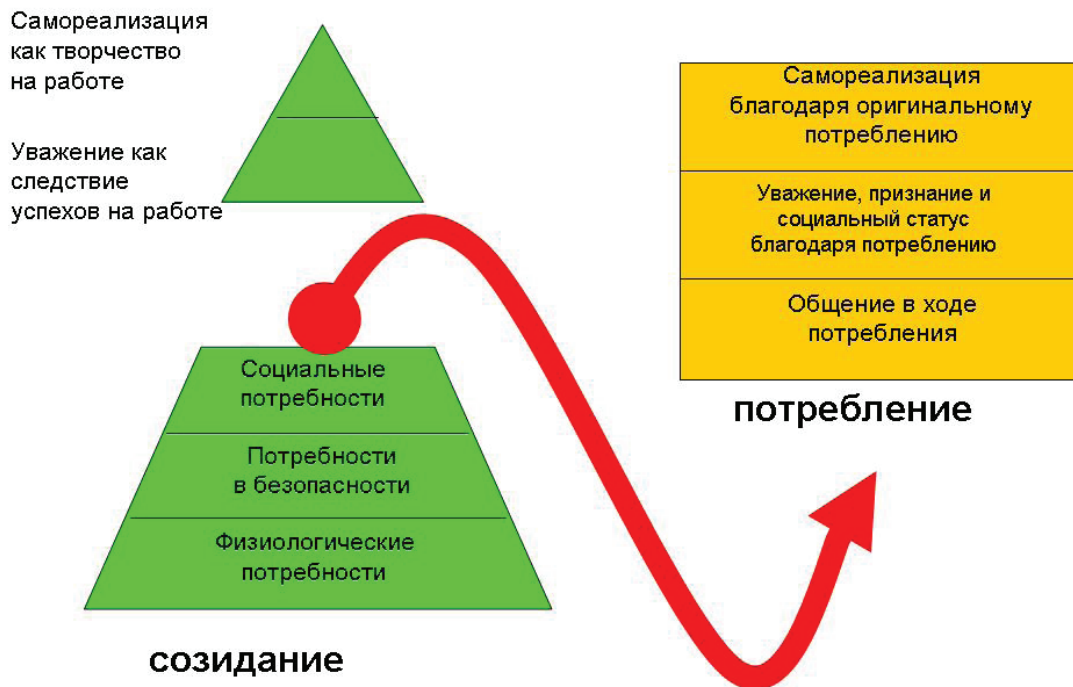 Самореализация
как творчество
на работе
Уважение как
следствие
успехов на работе
Социальные
потребности
Потребности
в безопасности
Физиологические
потребности
созидание
Самореализация
благодаря оригинальному
потреблению
Уважение, признание и
социальный статус
благодаря потреблению
Общение в ходе
потребления
потребление